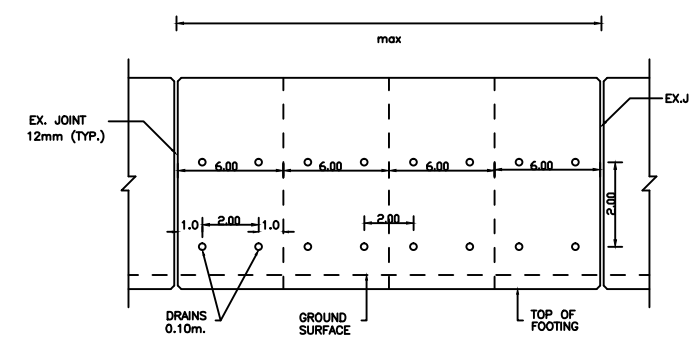 max
EX. JOINT
12mm (TYP.)
EX.J
6.00
6.00
6.00
6.00
2.00
1.0
2.00
1.0
2.00
DRAINS
0.10m.
GROUND
SURFACE
TOP OF
FOOTING